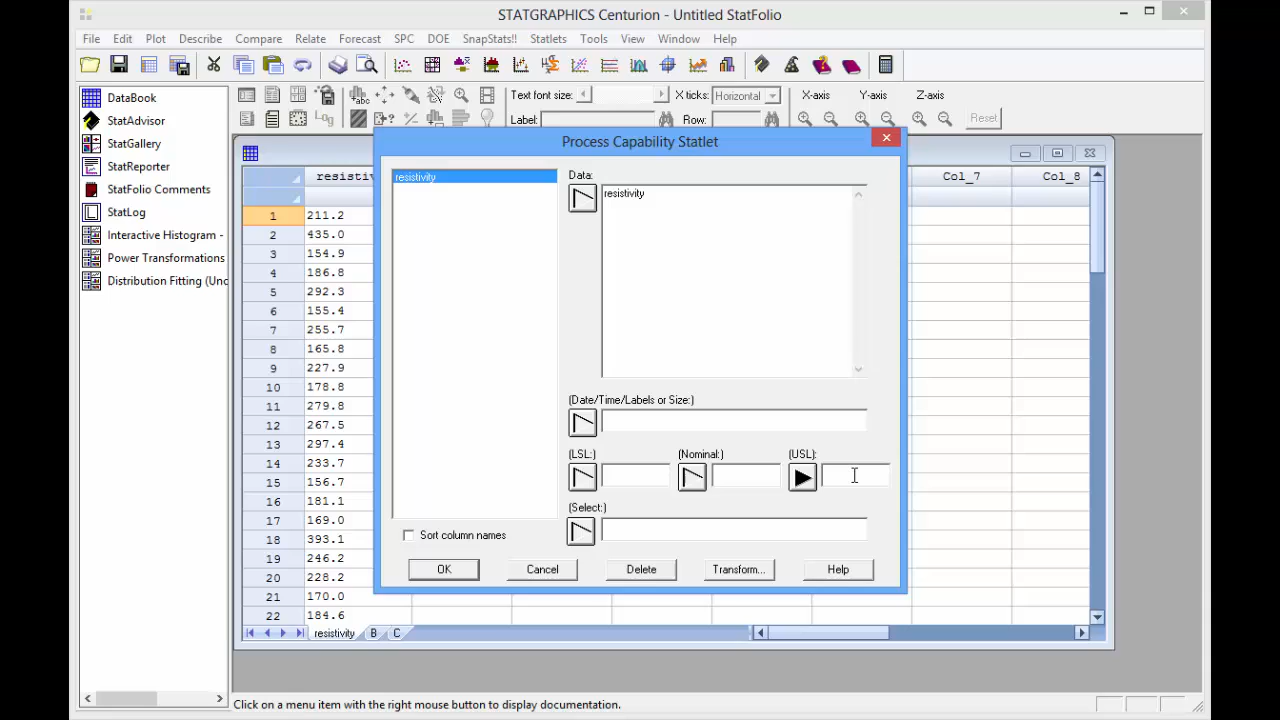 STATGRAPHICS Centurion - Untitled StatFolio
File Edit Plot Describe Compare Relate Forecast SPC DOE SnapStats!! Statlets Tools View Window Help
Text font size: X ticks: Horizontal X-axis Y-axis Z-axis
Log Label: Row: Reset
DataBook
StatAdvisor
StatGallery
StatReporter
StatFolio Comments
StatLog
Interactive Histogram -
Power Transformations
Distribution Fitting (Unc
resistiv Col_7 Col_8
1 211.2
2 435.0
3 154.9
4 186.8
5 292.3
6 155.4
7 255.7
8 165.8
9 227.9
10 178.8
11 279.8
12 267.5
13 297.4
14 233.7
15 156.7
16 181.1
17 169.0
18 393.1
19 246.2
20 228.2
21 170.0
22 184.6
resistivity B C
Process Capability Statlet
resistivity
Data:
resistivity
(Date/Time/Labels or Size:)
(LSL:) (Nominal:) (USL):
(Select:)
Sort column names
OK Cancel Delete Transform... Help
Click on a menu item with the right mouse button to display documentation.